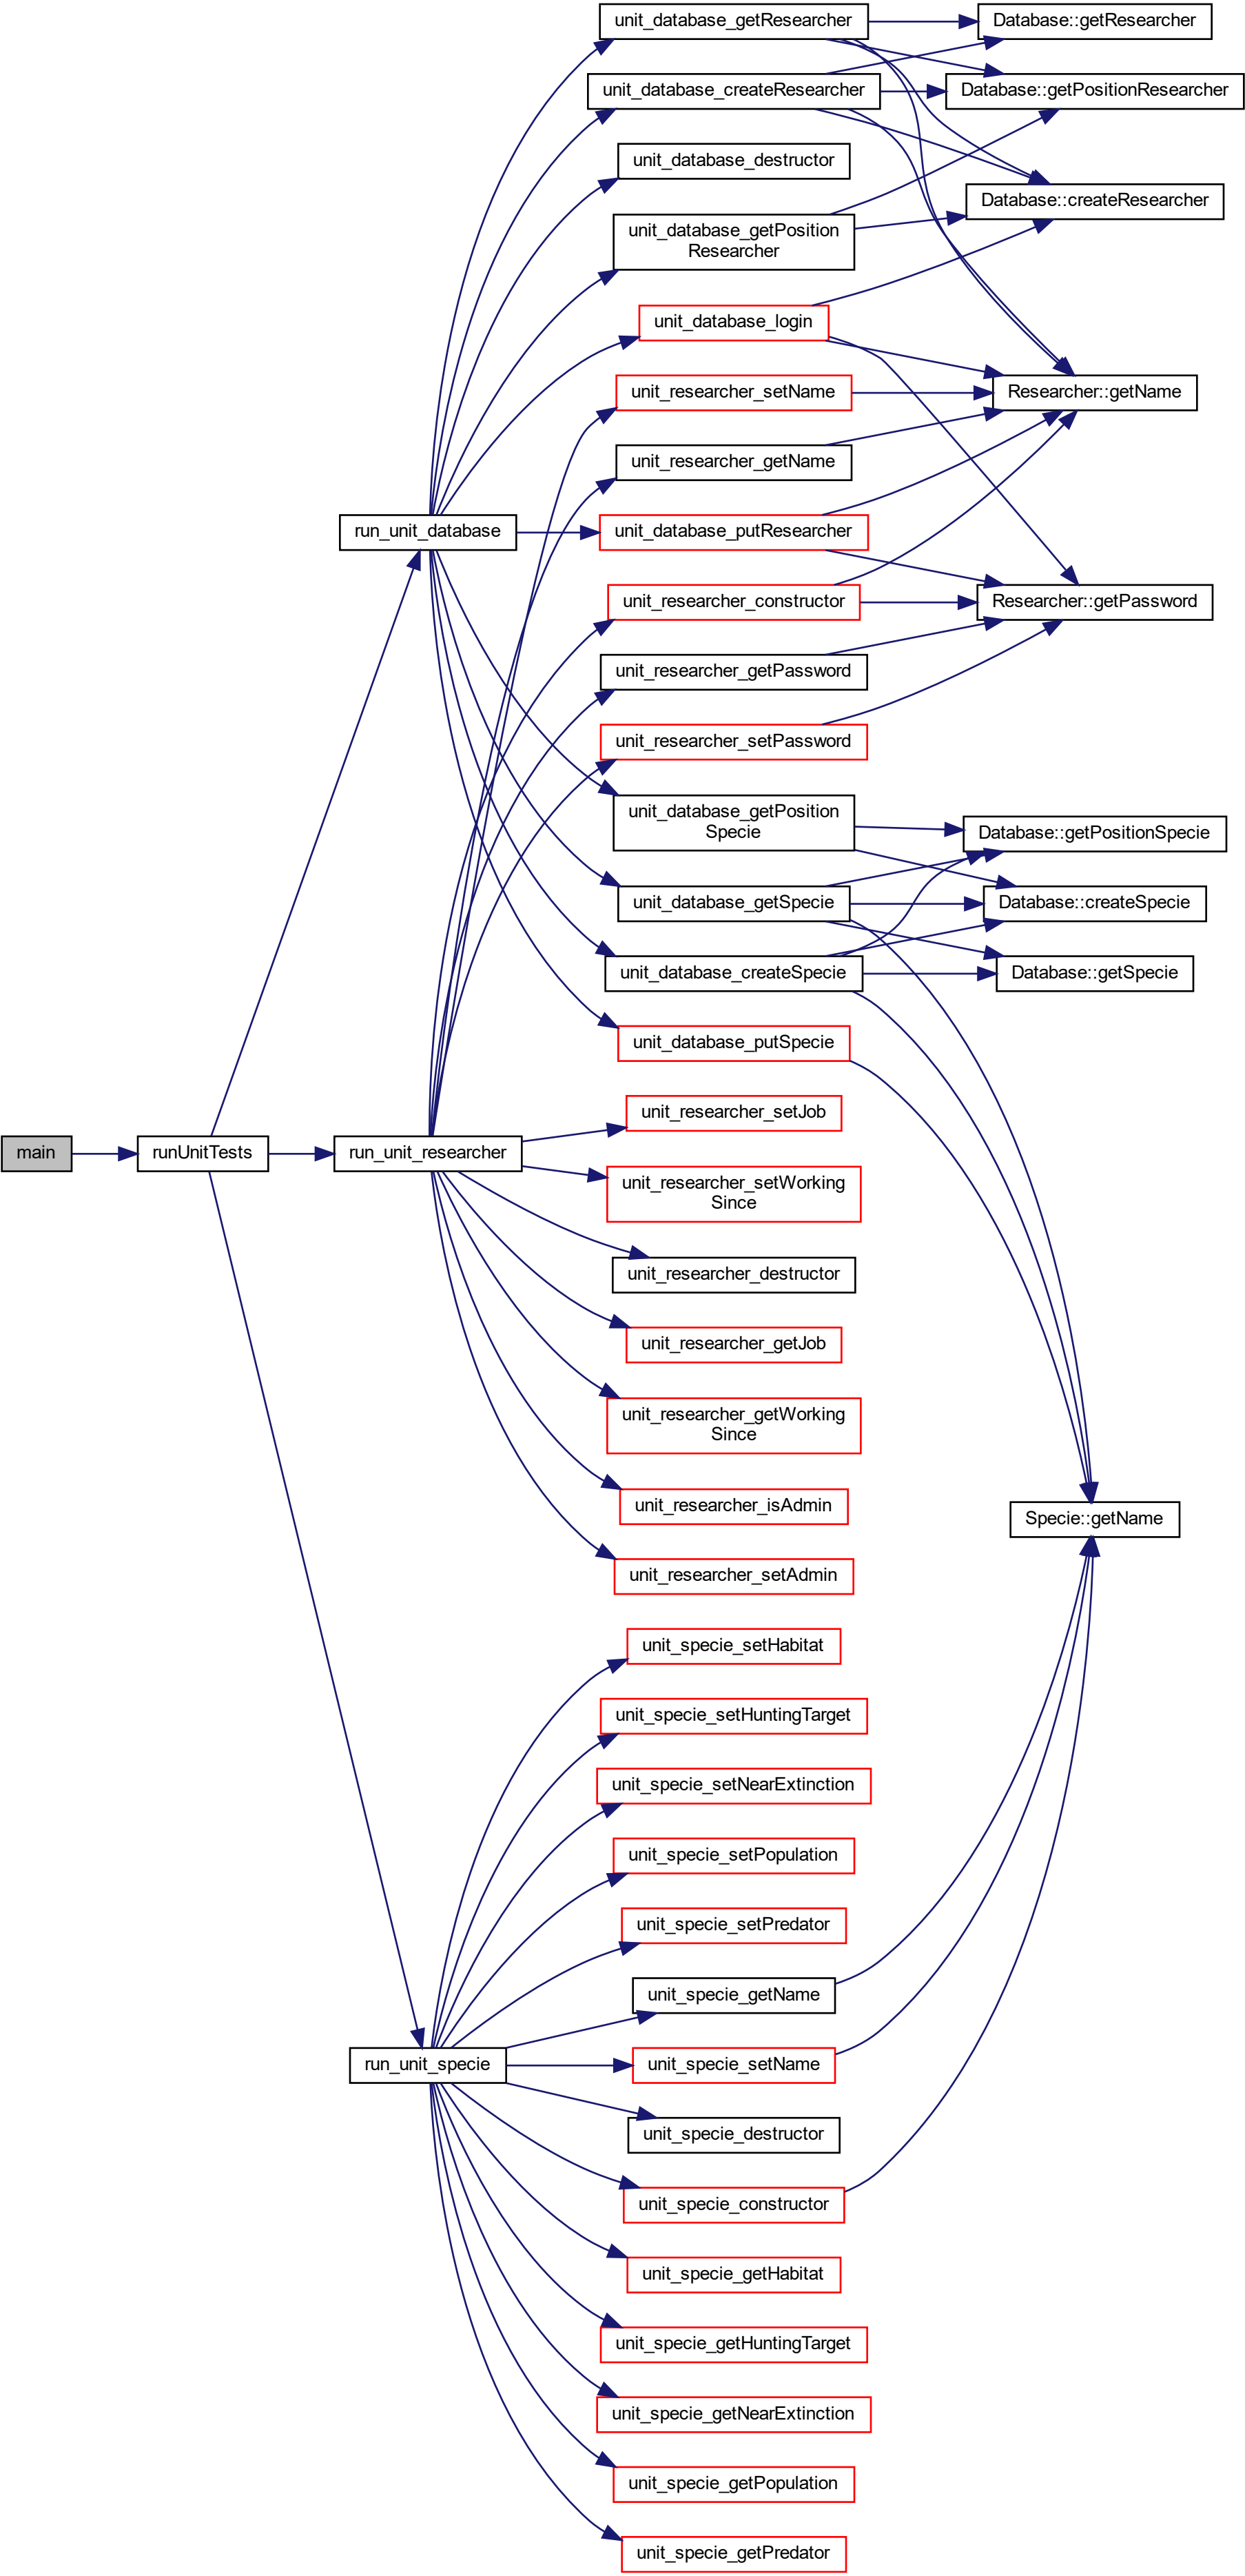 main
runUnitTests
run_unit_database
run_unit_researcher
run_unit_specie
unit_database_getResearcher
unit_database_createResearcher
unit_database_destructor
unit_database_getPosition
Researcher
unit_database_login
unit_researcher_setName
unit_researcher_getName
unit_database_putResearcher
unit_researcher_constructor
unit_researcher_getPassword
unit_researcher_setPassword
unit_database_getPosition
Specie
unit_database_getSpecie
unit_database_createSpecie
unit_database_putSpecie
unit_researcher_setJob
unit_researcher_setWorking
Since
unit_researcher_destructor
unit_researcher_getJob
unit_researcher_getWorking
Since
unit_researcher_isAdmin
unit_researcher_setAdmin
unit_specie_setHabitat
unit_specie_setHuntingTarget
unit_specie_setNearExtinction
unit_specie_setPopulation
unit_specie_setPredator
unit_specie_getName
unit_specie_setName
unit_specie_destructor
unit_specie_constructor
unit_specie_getHabitat
unit_specie_getHuntingTarget
unit_specie_getNearExtinction
unit_specie_getPopulation
unit_specie_getPredator
Database::getResearcher
Database::getPositionResearcher
Database::createResearcher
Researcher::getName
Researcher::getPassword
Database::getPositionSpecie
Database::createSpecie
Database::getSpecie
Specie::getName